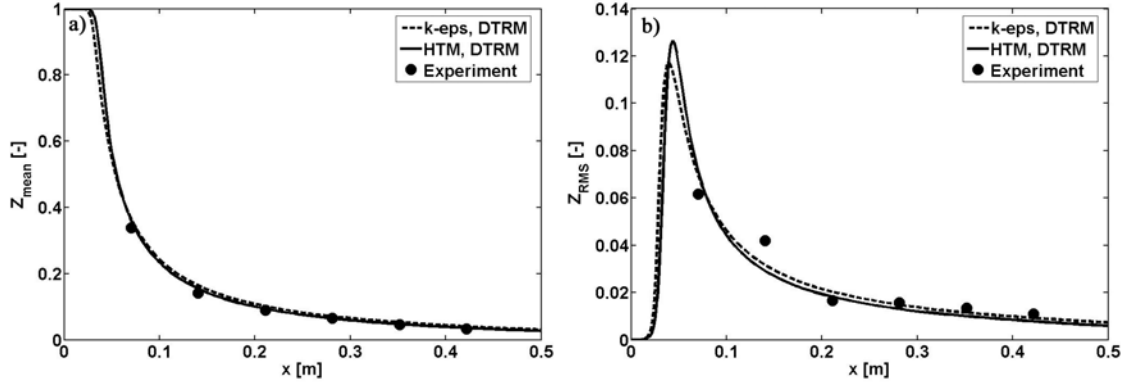 a)
k-eps, DTRM
HTM, DTRM
Experiment
1
0.8
0.6
0.4
0.2
0
Z_mean [-]
0
0.1
0.2
0.3
0.4
0.5
x [m]
b)
k-eps, DTRM
HTM, DTRM
Experiment
0.14
0.12
0.10
0.08
0.06
0.04
0.02
0
Z_RMS [-]
0
0.1
0.2
0.3
0.4
0.5
x [m]